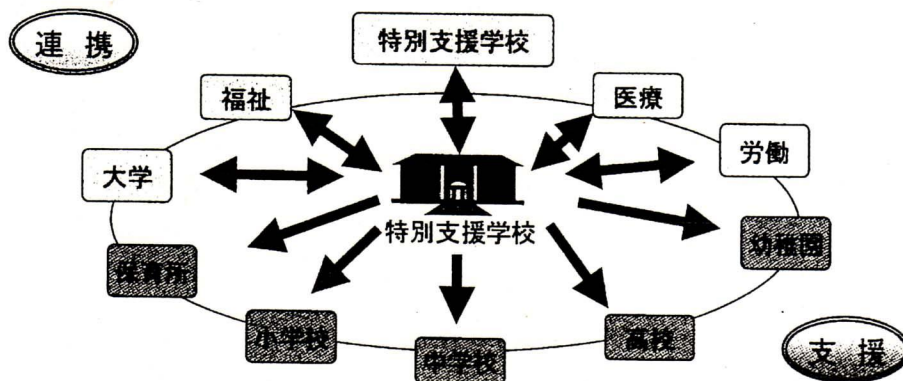 連携
特別支援学校
福祉
医療
大学
労働
特別支援学校
保育所
幼稚園
小学校
高校
中学校
支援